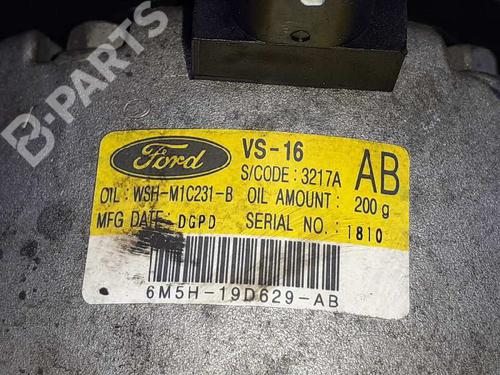 B-PARTS
Ford
VS-16
S/CODE : 3217A
AB
OIL : WSH-M1C231-B OIL AMOUNT : 200 g
MFG DATE : DGPD SERIAL NO. : 1810
6M5H-19D629-AB